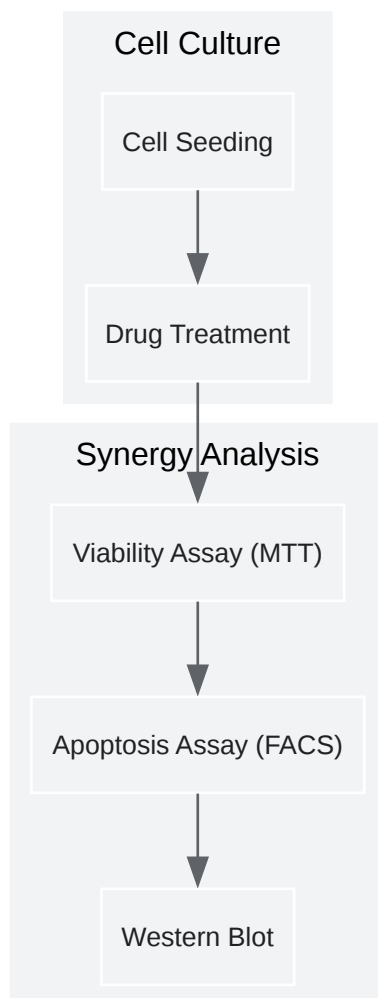 Cell Culture
Cell Seeding
Drug Treatment
Synergy Analysis
Viability Assay (MTT)
Apoptosis Assay (FACS)
Western Blot